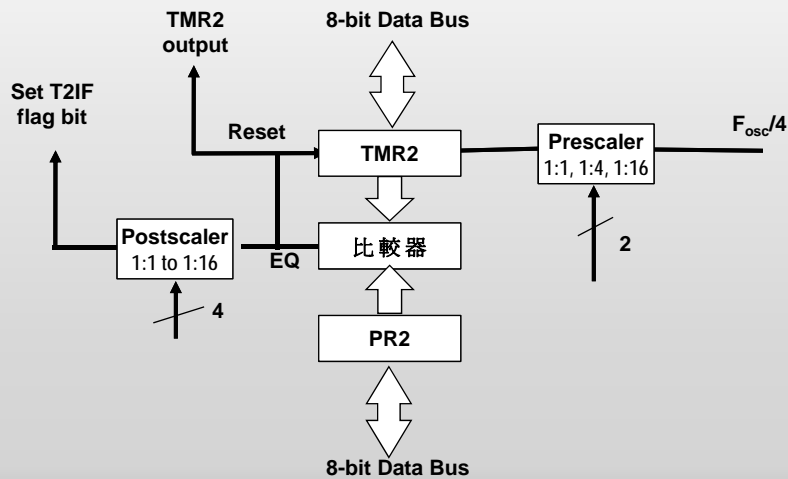 TMR2
output
8-bit Data Bus
Set T2IF
flag bit
Reset
TMR2
Prescaler
1:1, 1:4, 1:16
Fosc/4
Postscaler
1:1 to 1:16
EQ
比較器
2
4
PR2
8-bit Data Bus